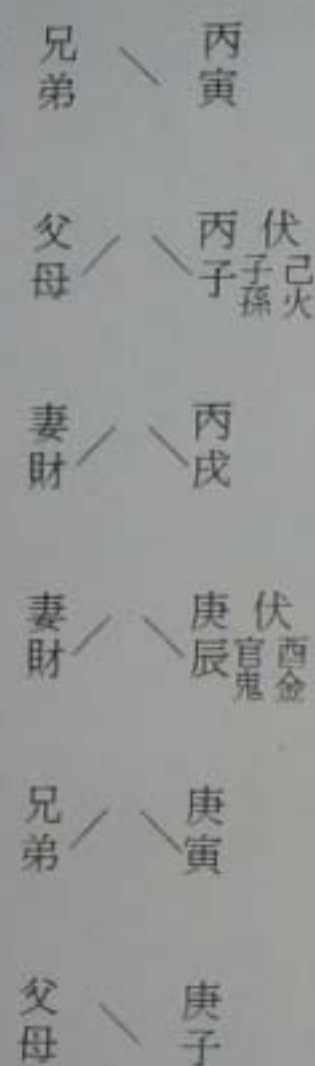 兄弟 丙寅
父母 丙子 伏 子孫 己火
妻財 丙戌
妻財 庚辰 伏 官鬼 酉金
兄弟 庚寅
父母 庚子